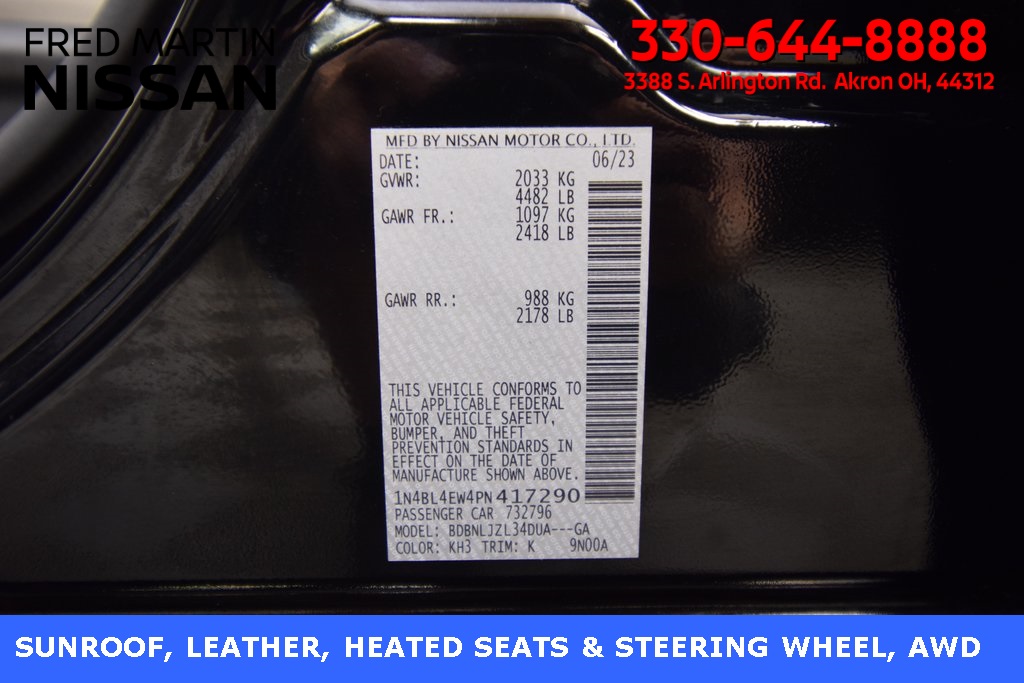 FRED MARTIN
NISSAN
330-644-8888
3388 S. Arlington Rd. Akron OH, 44312
MFD BY NISSAN MOTOR CO., LTD.
DATE: 06/23
GVWR: 2033 KG
4482 LB
GAWR FR.: 1097 KG
2418 LB
GAWR RR.: 988 KG
2178 LB
THIS VEHICLE CONFORMS TO
ALL APPLICABLE FEDERAL
MOTOR VEHICLE SAFETY,
BUMPER, AND THEFT
PREVENTION STANDARDS IN
EFFECT ON THE DATE OF
MANUFACTURE SHOWN ABOVE.
1N4BL4EW4PN417290
PASSENGER CAR 732796
MODEL: BDBNLJZL34DUA---GA
COLOR: KH3 TRIM: K 9N00A
SUNROOF, LEATHER, HEATED SEATS & STEERING WHEEL, AWD